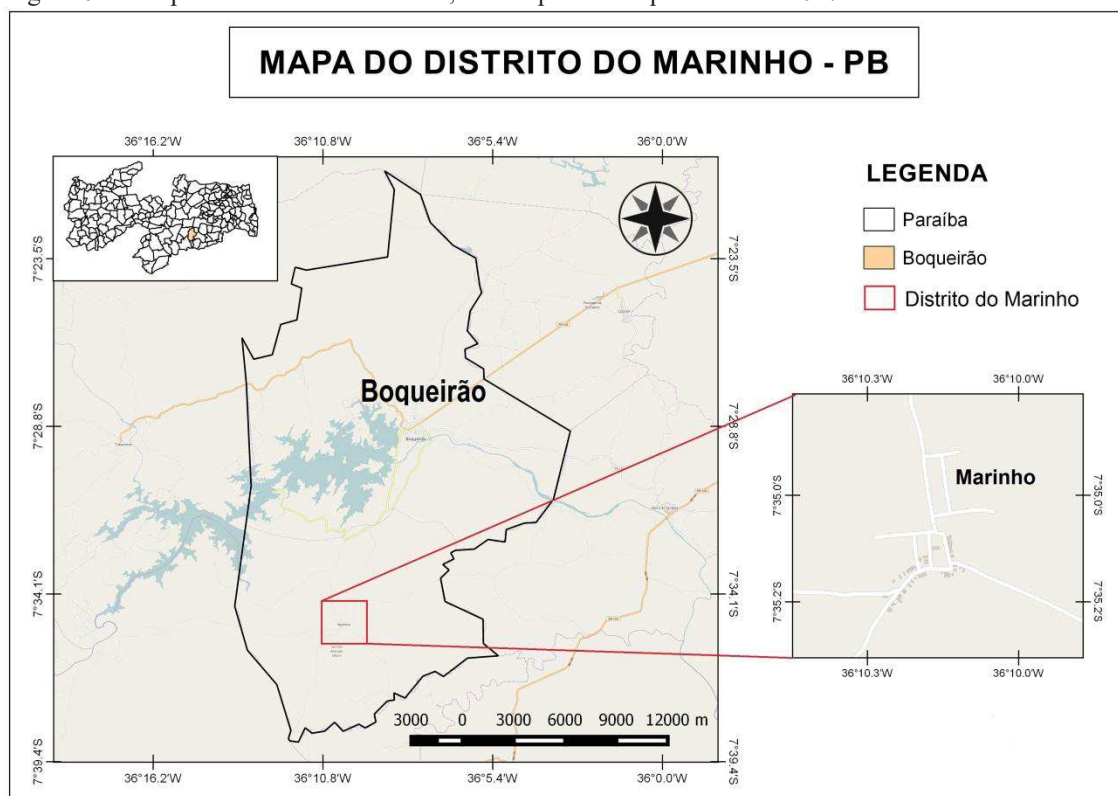 MAPA DO DISTRITO DO MARINHO - PB
36°16.2'W 36°10.8'W 36°5.4'W 36°0.0'W
LEGENDA
Paraíba
Boqueirão
Distrito do Marinho
7°23.5'S 7°23.5'S
Boqueirão
7°28.8'S 7°28.8'S
Boqueirão
36°10.3'W 36°10.0'W
Marinho
7°35.0'S 7°35.0'S
7°35.2'S 7°35.2'S
36°10.3'W 36°10.0'W
7°34.1'S 7°34.1'S
3000 0 3000 6000 9000 12000 m
7°39.4'S 7°39.4'S
36°16.2'W 36°10.8'W 36°5.4'W 36°0.0'W